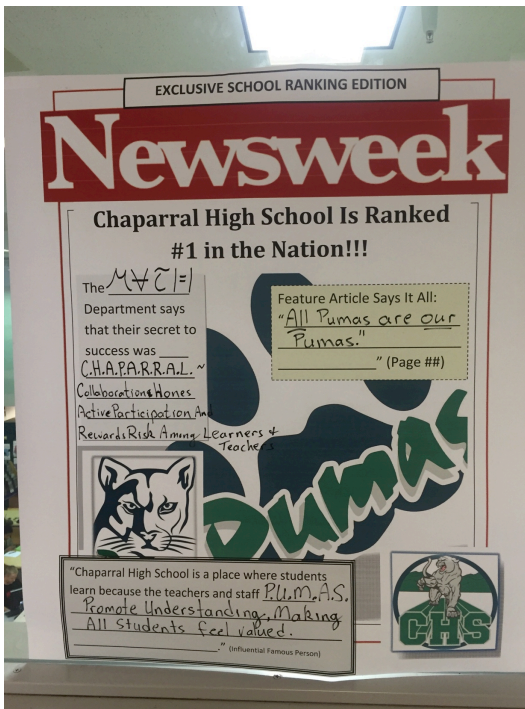 EXCLUSIVE SCHOOL RANKING EDITION
Newsweek
Chaparral High School Is Ranked
#1 in the Nation!!!
The M∀τ|=|
Department says
that their secret to
success was ____
C.H.A.P.A.R.R.A.L. ~
Collaboration & Hones
Active Participation And
Rewards Risk Among Learners &
Teachers
Feature Article Says It All:
"All Pumas are our
Pumas."
____________" (Page ##)
Pumas
"Chaparral High School is a place where students
learn because the teachers and staff P.U.M.A.S.
Promote Understanding, Making
All Students feel valued.
____________." (Influential Famous Person)
CHS